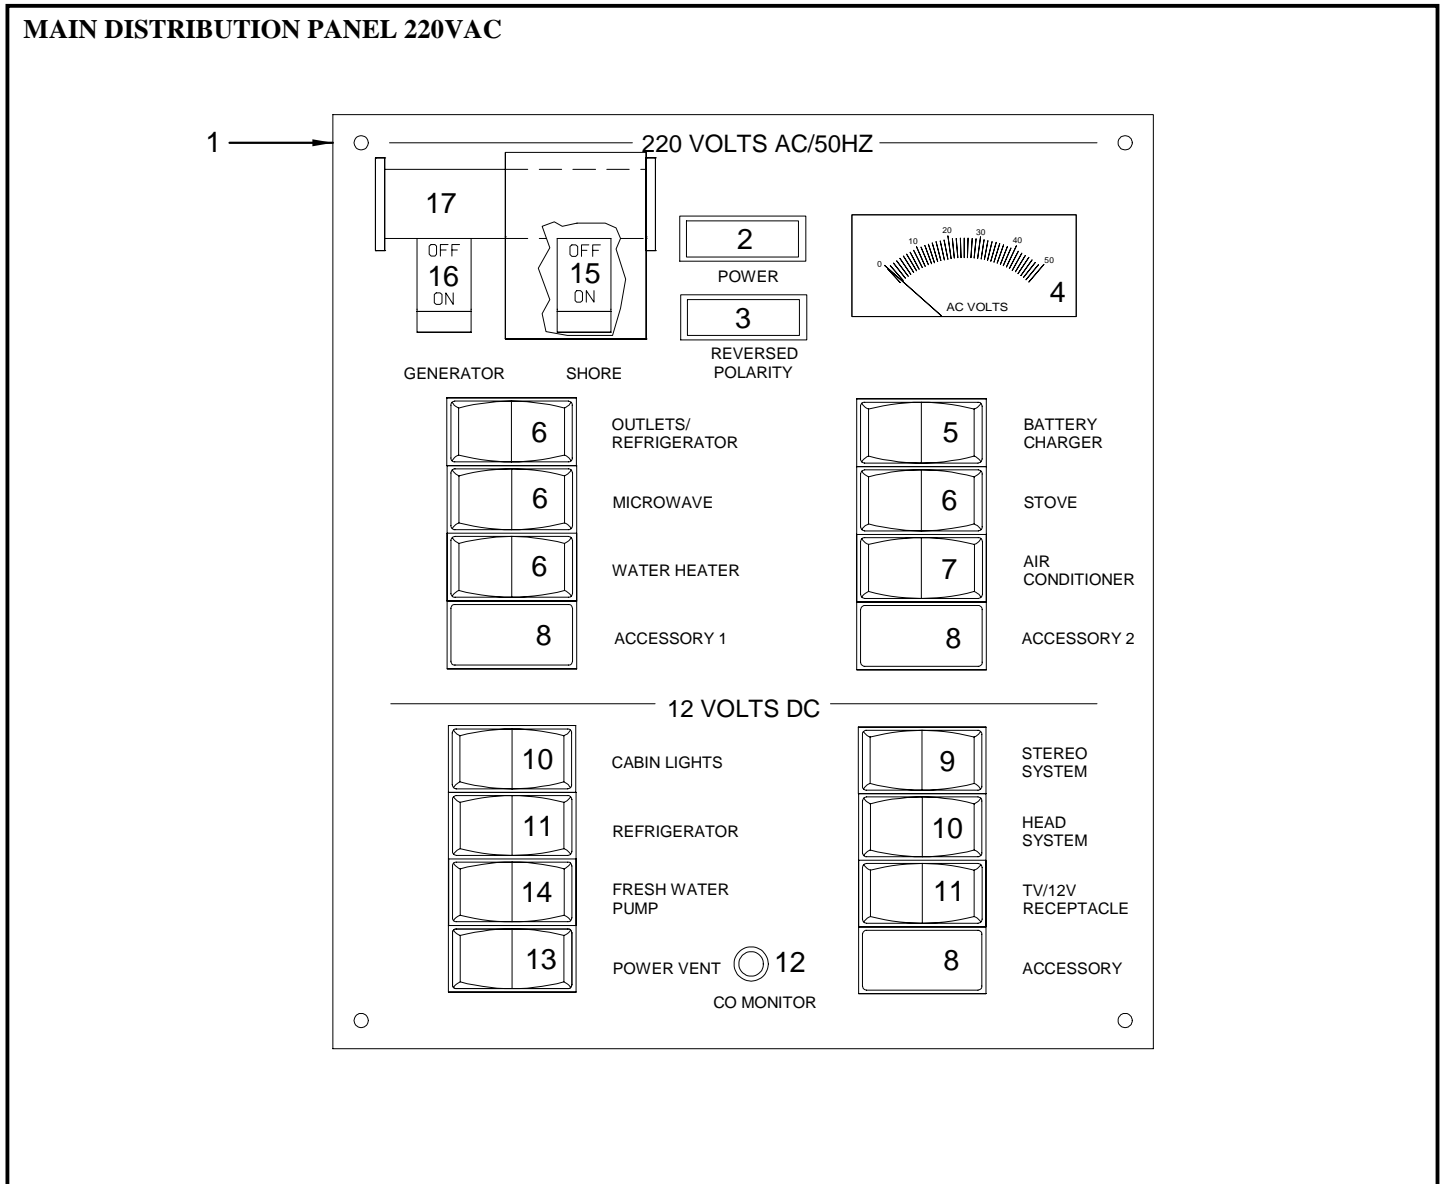 MAIN DISTRIBUTION PANEL 220VAC
1
220 VOLTS AC/50HZ
17
OFF
16
ON
OFF
15
ON
GENERATOR
SHORE
2
POWER
3
REVERSED
POLARITY
0 10 20 30 40 50
AC VOLTS
4
6
OUTLETS/
REFRIGERATOR
5
BATTERY
CHARGER
6
MICROWAVE
6
STOVE
6
WATER HEATER
7
AIR
CONDITIONER
8
ACCESSORY 1
8
ACCESSORY 2
12 VOLTS DC
10
CABIN LIGHTS
9
STEREO
SYSTEM
11
REFRIGERATOR
10
HEAD
SYSTEM
14
FRESH WATER
PUMP
11
TV/12V
RECEPTACLE
13
POWER VENT
12
CO MONITOR
8
ACCESSORY